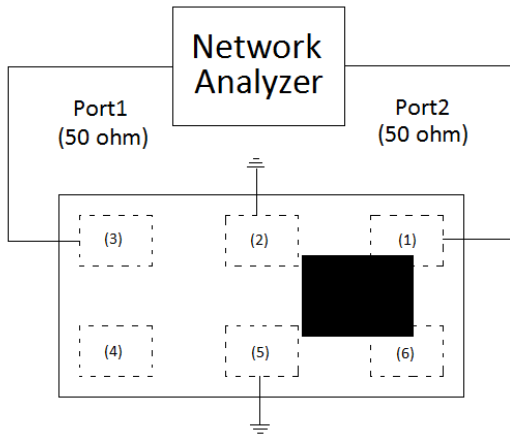 Network
Analyzer
Port1
(50 ohm)
Port2
(50 ohm)
(3)
(2)
(1)
(4)
(5)
(6)